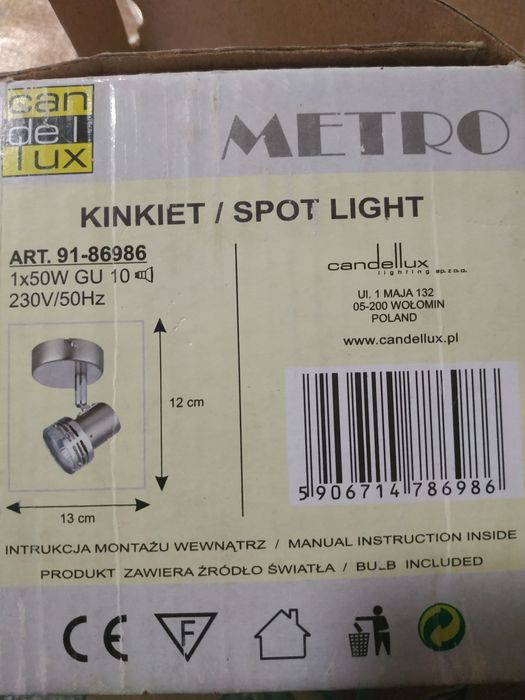 can
del
lux
METRO
KINKIET / SPOT LIGHT
ART. 91-86986
1x50W GU 10
230V/50Hz
candellux
lighting sp. z o.o.
Ul. 1 MAJA 132
05-200 WOŁOMIN
POLAND
www.candellux.pl
12 cm
13 cm
5 906714 786986
INTRUKCJA MONTAŻU WEWNĄTRZ / MANUAL INSTRUCTION INSIDE
PRODUKT ZAWIERA ŹRÓDŁO ŚWIATŁA / BULB INCLUDED
CE
F